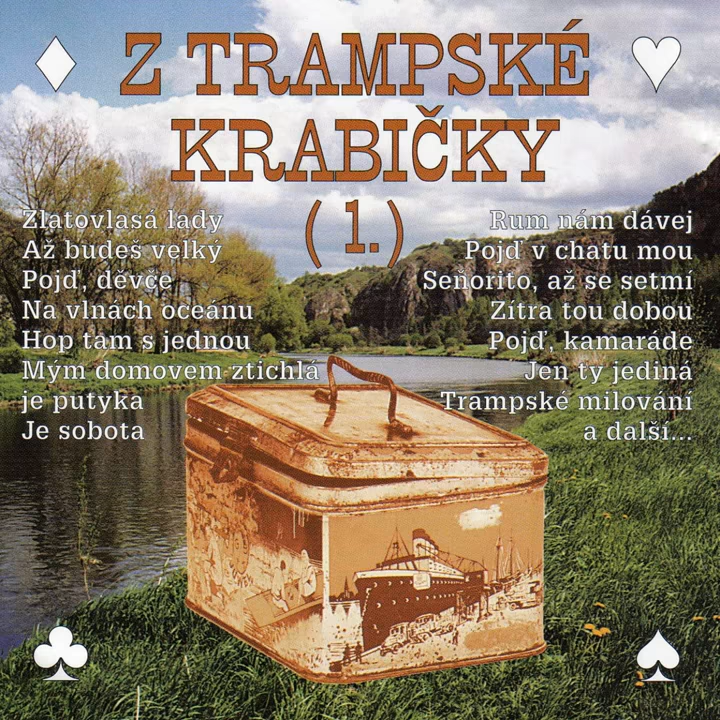 Z TRAMPSKÉ
KRABIČKY
( 1. )
Zlatovlasá lady
Až budeš velký
Pojď, děvče
Na vlnách oceánu
Hop tam s jednou
Mým domovem ztichlá
je putyka
Je sobota
Rum nám dávej
Pojď v chatu mou
Seňorito, až se setmí
Zítra tou dobou
Pojď, kamaráde
Jen ty jediná
Trampské milování
a další...